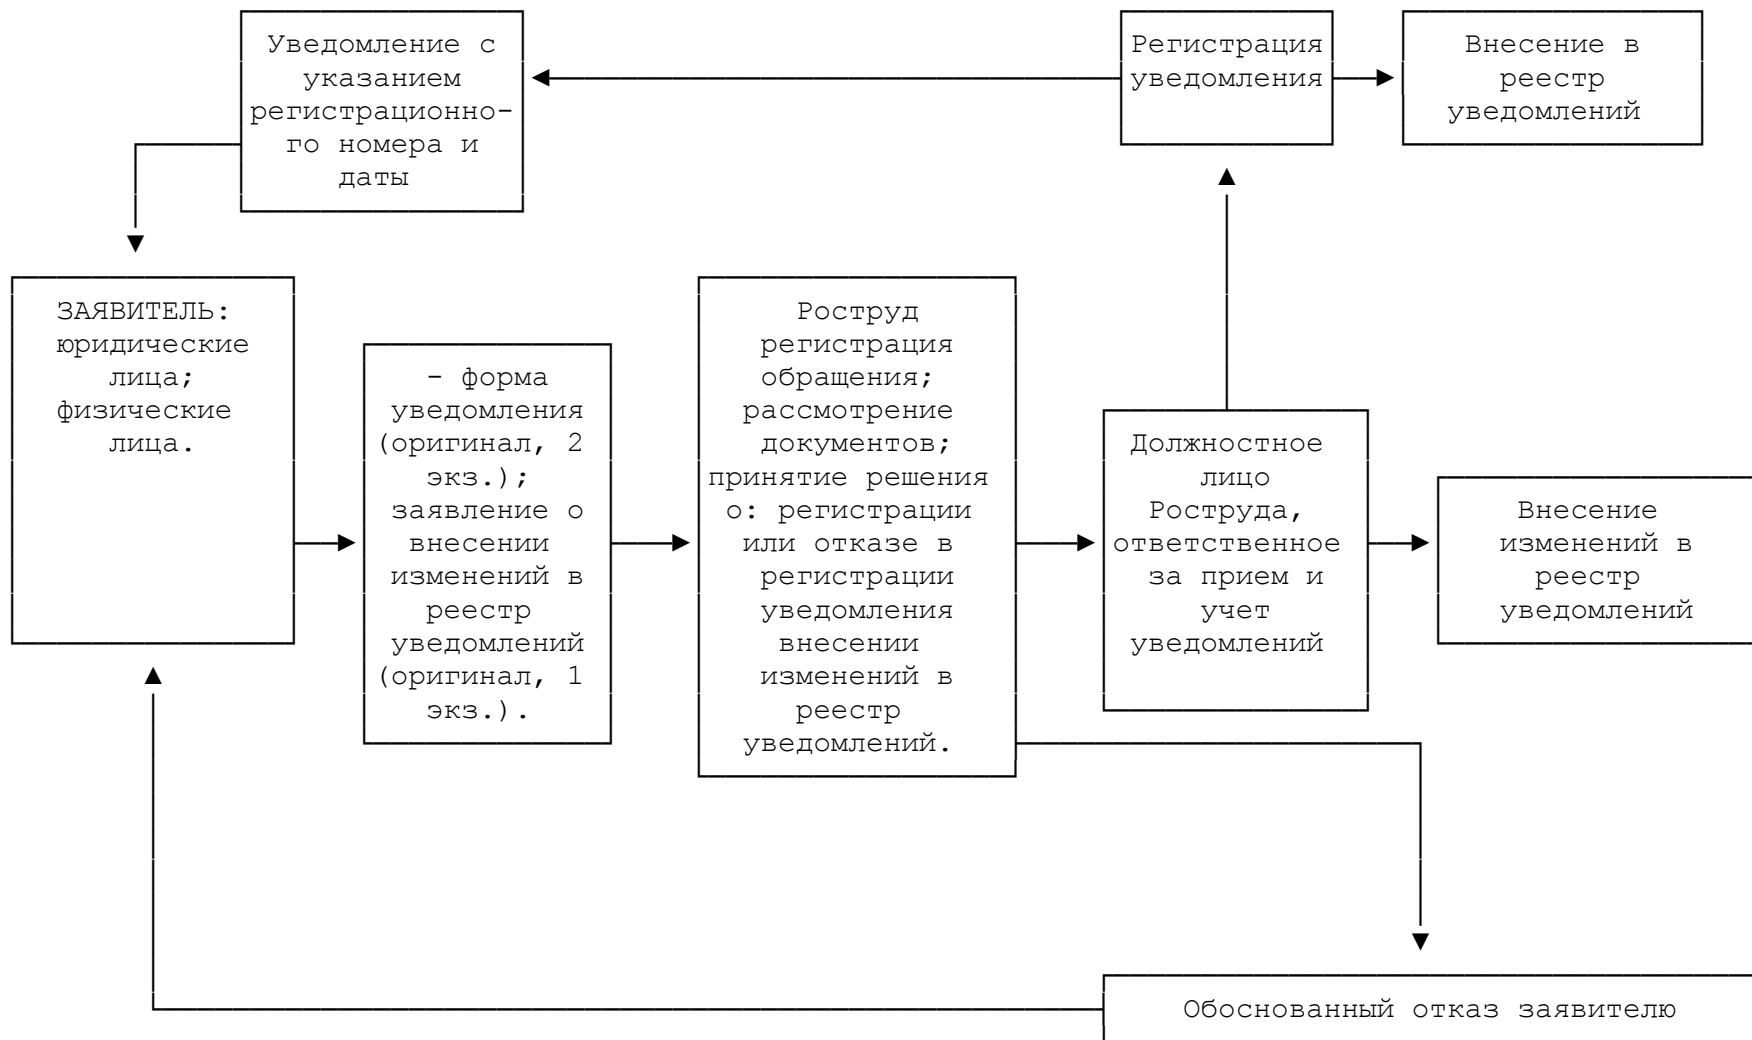 Уведомление с
указанием
регистрационно-
го номера и
даты
Регистрация
уведомления
Внесение в
реестр
уведомлений
ЗАЯВИТЕЛЬ:
юридические
лица;
физические
лица.
- форма
уведомления
(оригинал, 2
экз.);
заявление о
внесении
изменений в
реестр
уведомлений
(оригинал, 1
экз.).
Роструд
регистрация
обращения;
рассмотрение
документов;
принятие решения
о: регистрации
или отказе в
регистрации
уведомления
внесении
изменений в
реестр
уведомлений.
Должностное
лицо
Роструда,
ответственное
за прием и
учет
уведомлений
Внесение
изменений в
реестр
уведомлений
Обоснованный отказ заявителю